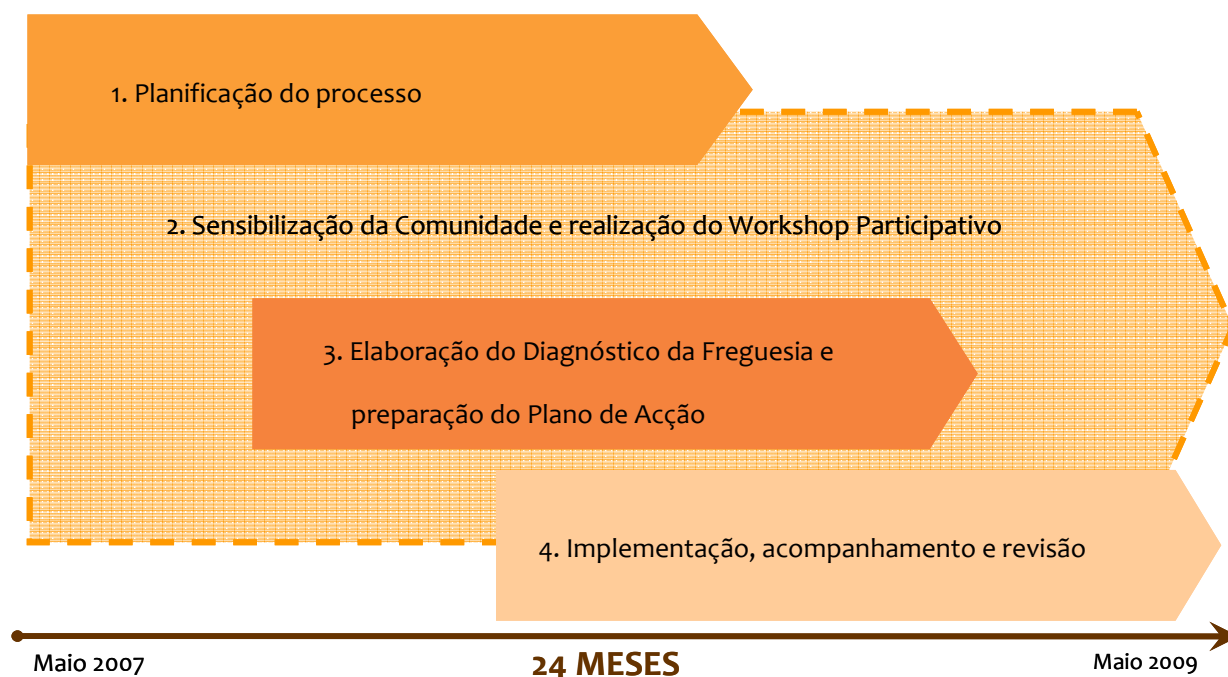 1. Planificação do processo
2. Sensibilização da Comunidade e realização do Workshop Participativo
3. Elaboração do Diagnóstico da Freguesia e
preparação do Plano de Acção
4. Implementação, acompanhamento e revisão
Maio 2007
24 MESES
Maio 2009